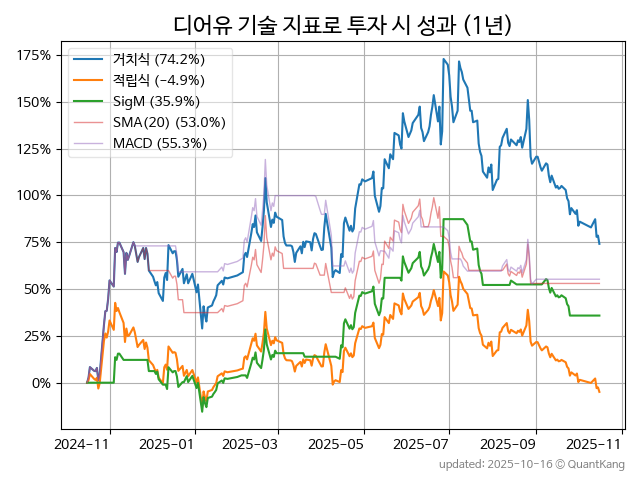 디어유 기술 지표로 투자 시 성과 (1년)
거치식 (74.2%)
적립식 (−4.9%)
SigM (35.9%)
SMA(20) (53.0%)
MACD (55.3%)
175%
150%
125%
100%
75%
50%
25%
0%
2024−11 2025−01 2025−03 2025−05 2025−07 2025−09 2025−11
updated: 2025-10-16 © QuantKang